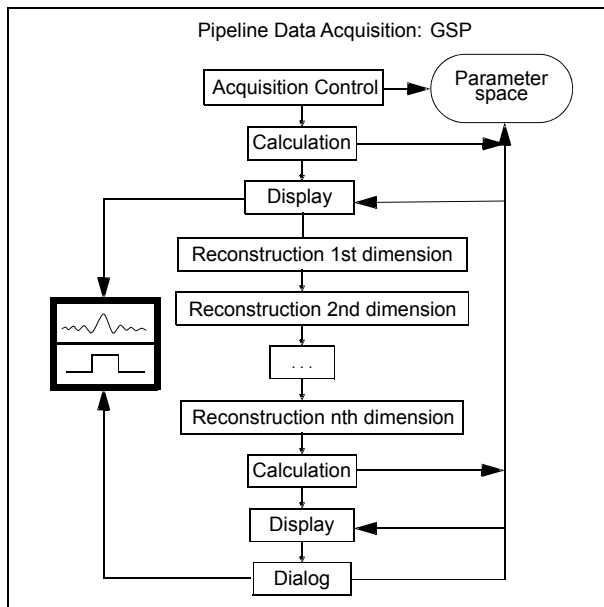 Pipeline Data Acquisition: GSP
Acquisition Control
Parameter
space
Calculation
Display
Reconstruction 1st dimension
Reconstruction 2nd dimension
...
Reconstruction nth dimension
Calculation
Display
Dialog